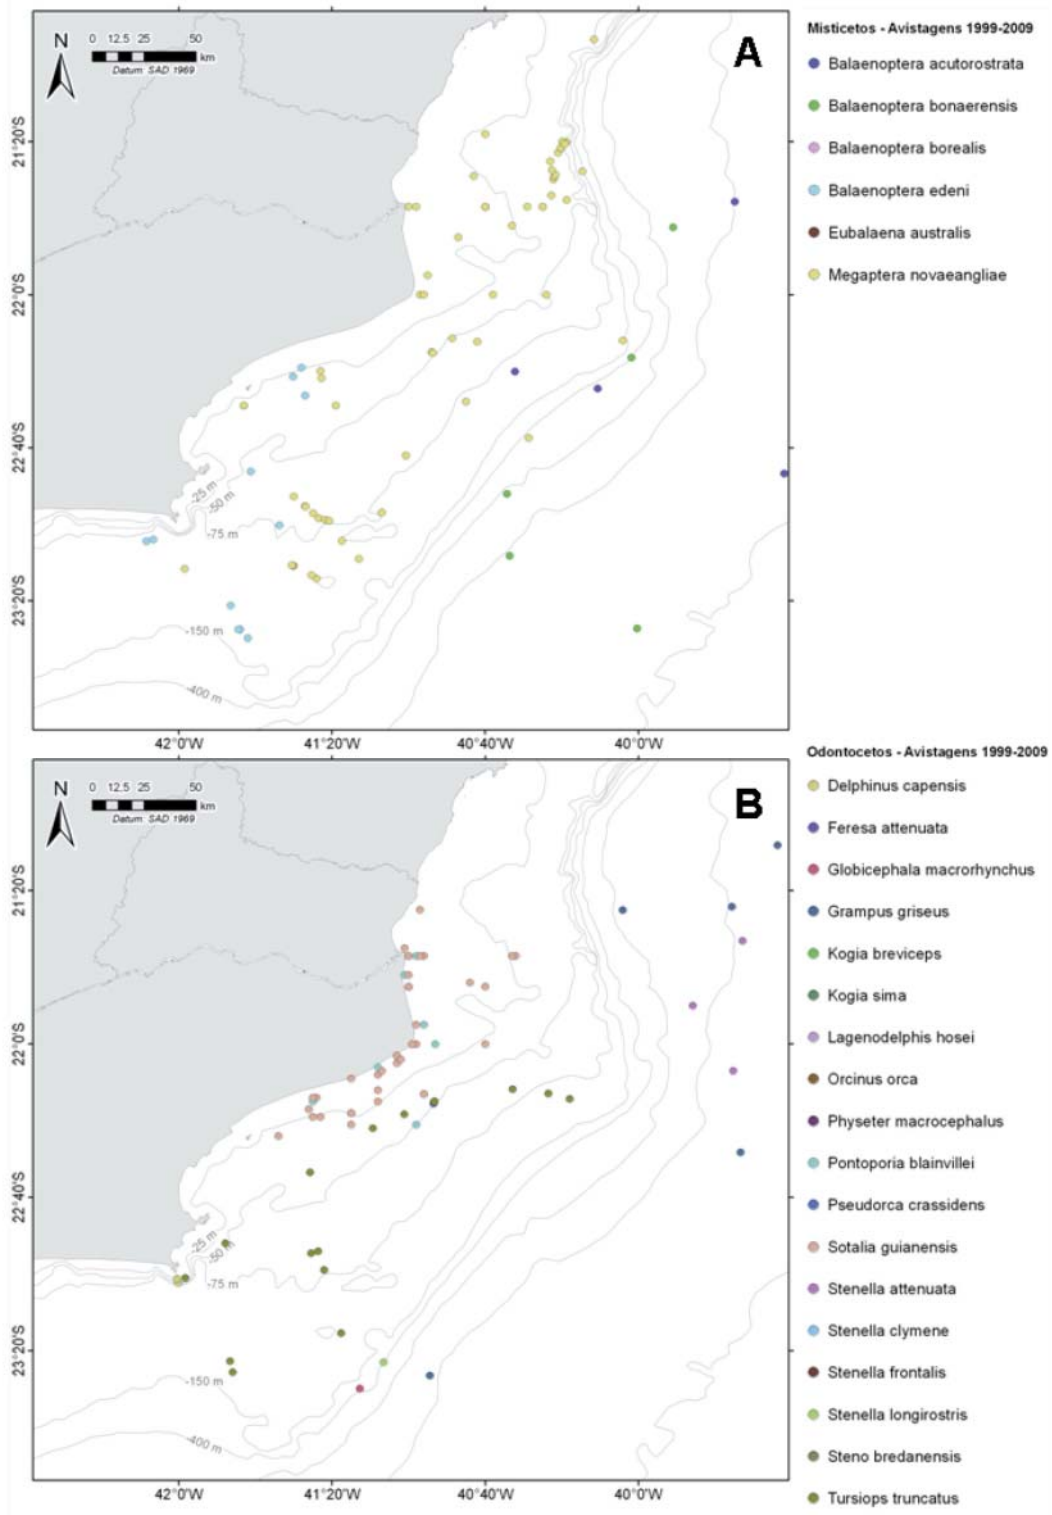 N
0 12.5 25 50
km
Datum: SAD 1969
A
21°20'S
22°0'S
22°40'S
23°20'S
-25 m
-50 m
-75 m
-150 m
-400 m
42°0'W 41°20'W 40°40'W 40°0'W
Misticetos - Avistagens 1999-2009
Balaenoptera acutorostrata
Balaenoptera bonaerensis
Balaenoptera borealis
Balaenoptera edeni
Eubalaena australis
Megaptera novaeangliae
N
0 12.5 25 50
km
Datum: SAD 1969
B
21°20'S
22°0'S
22°40'S
23°20'S
-25 m
-50 m
-75 m
-150 m
-400 m
42°0'W 41°20'W 40°40'W 40°0'W
Odontocetos - Avistagens 1999-2009
Delphinus capensis
Feresa attenuata
Globicephala macrorhynchus
Grampus griseus
Kogia breviceps
Kogia sima
Lagenodelphis hosei
Orcinus orca
Physeter macrocephalus
Pontoporia blainvillei
Pseudorca crassidens
Sotalia guianensis
Stenella attenuata
Stenella clymene
Stenella frontalis
Stenella longirostris
Steno bredanensis
Tursiops truncatus